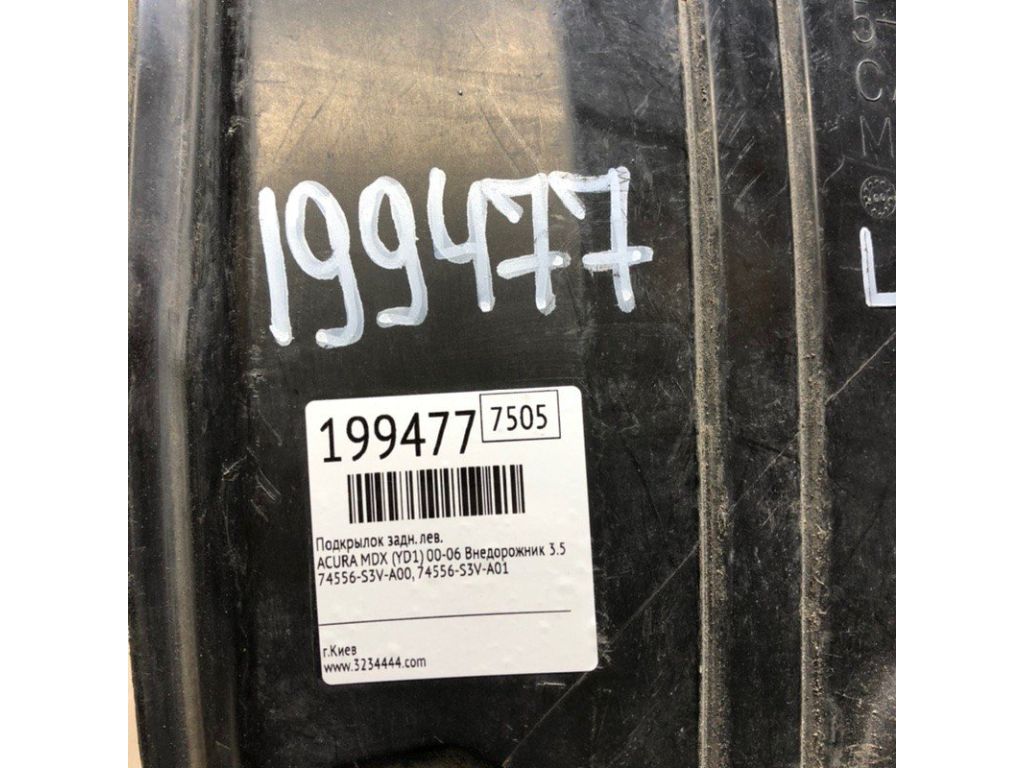 199477
L
199477 7505
Подкрылок задн. лев.
ACURA MDX (YD1) 00-06 Внедорожник 3.5
74556-S3V-A00, 74556-S3V-A01
г.Киев
www.3234444.com